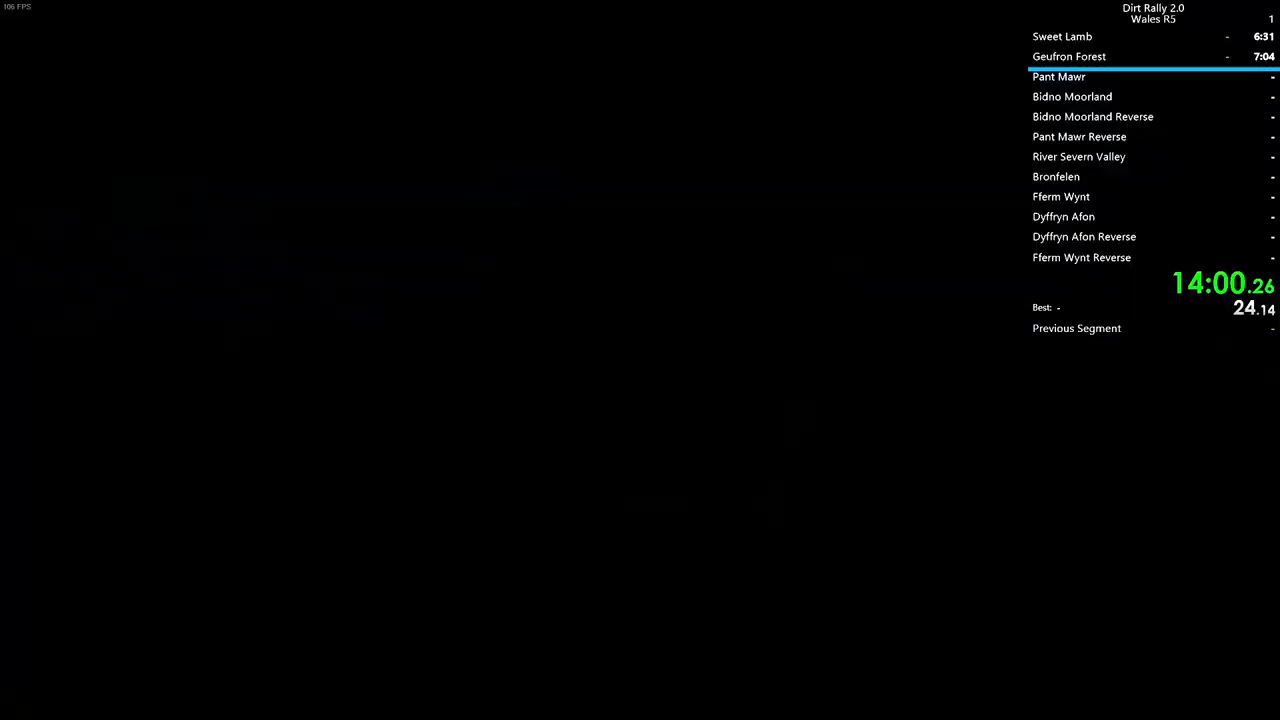 106 FPS
Dirt Rally 2.0
Wales R5 1
Sweet Lamb - 6:31
Geufron Forest - 7:04
Pant Mawr -
Bidno Moorland -
Bidno Moorland Reverse -
Pant Mawr Reverse -
River Severn Valley -
Bronfelen -
Fferm Wynt -
Dyffryn Afon -
Dyffryn Afon Reverse -
Fferm Wynt Reverse -
14:00.26
Best: - 24.14
Previous Segment -